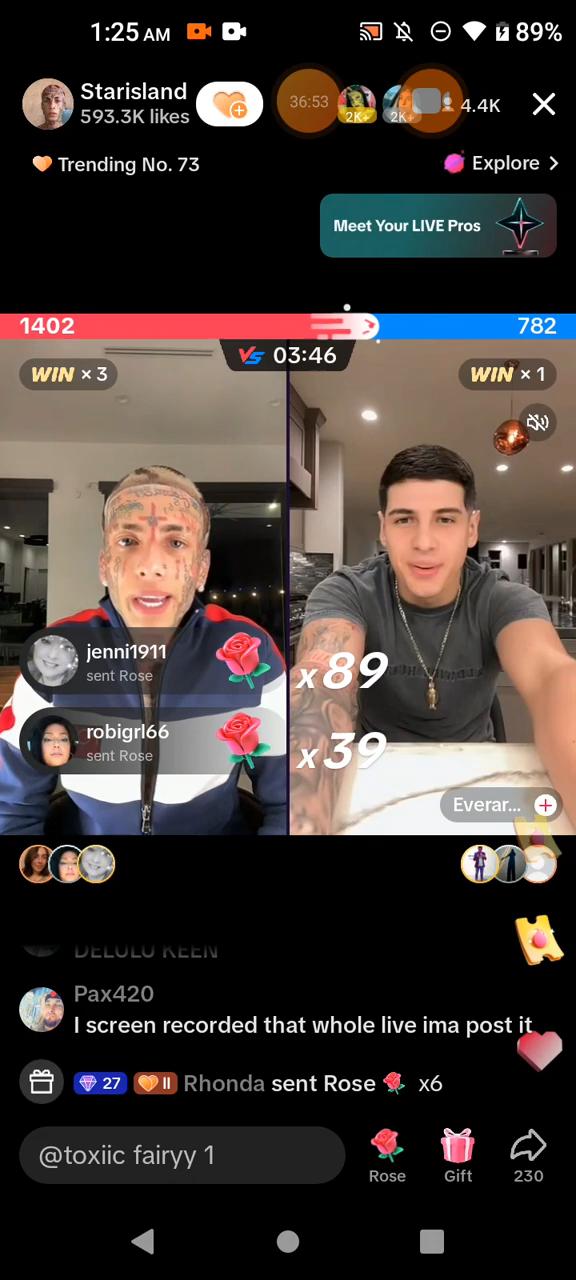 1:25 AM
89%
Starisland
593.3K likes
36:53
2K+
2K+
4.4K
Trending No. 73
Explore
Meet Your LIVE Pros
1402
782
VS 03:46
WIN × 3
WIN × 1
jenni1911
sent Rose
x89
robigrl66
sent Rose
x39
Everar...
DELULU KEEN
Pax420
I screen recorded that whole live ima post it
27 II Rhonda sent Rose x6
@toxiic fairyy 1
Rose
Gift
230